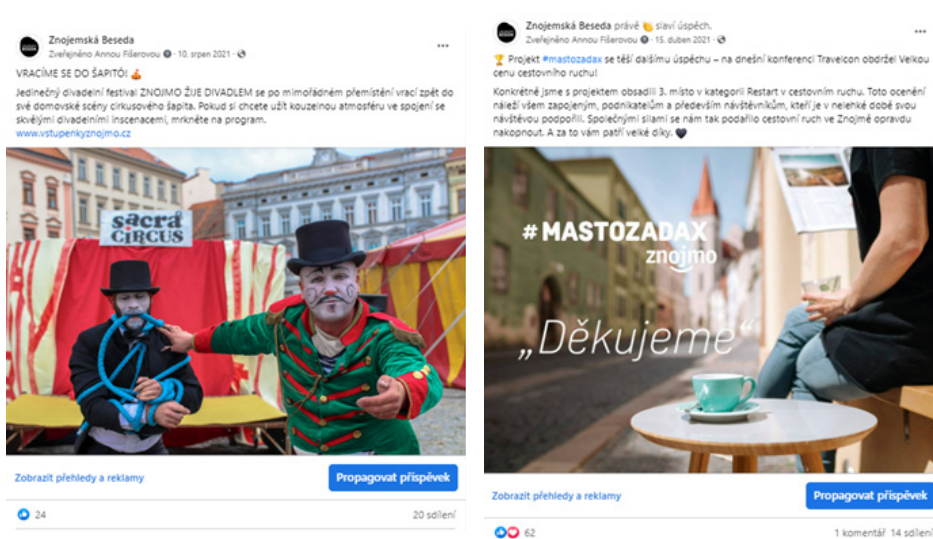 Znojemská Beseda
Zveřejněno Annou Fišerovou · 10. srpen 2021 ·
VRACÍME SE DO ŠAPITÓ!
Jedinečný divadelní festival ZNOJMO ŽIJE DIVADLEM se po mimořádném přemístění vrací zpět do
své domovské scény cirkusového šapita. Pokud si chcete užít kouzelnou atmosféru ve spojení se
skvělými divadelními inscenacemi, mrkněte na program.
www.vstupenkyznojmo.cz
sacra
CIRCUS
Zobrazit přehledy a reklamy
Propagovat příspěvek
24
20 sdílení
Znojemská Beseda právě slaví úspěch.
Zveřejněno Annou Fišerovou · 15. duben 2021 ·
Projekt #mastozadax se těší dalšímu úspěchu – na dnešní konferenci Travelcon obdržel Velkou
cenu cestovního ruchu!
Konkrétně jsme s projektem obsadili 3. místo v kategorii Restart v cestovním ruchu. Toto ocenění
náleží všem zapojeným, podnikatelům a především návštěvníkům, kteří je v nelehké době svou
návštěvou podpořili. Společnými silami se nám tak podařilo cestovní ruch ve Znojmě opravdu
nakopnout. A za to vám patří velké díky.
#MASTOZADAX
znojmo
„Děkujeme“
Zobrazit přehledy a reklamy
Propagovat příspěvek
62
1 komentář 14 sdílení